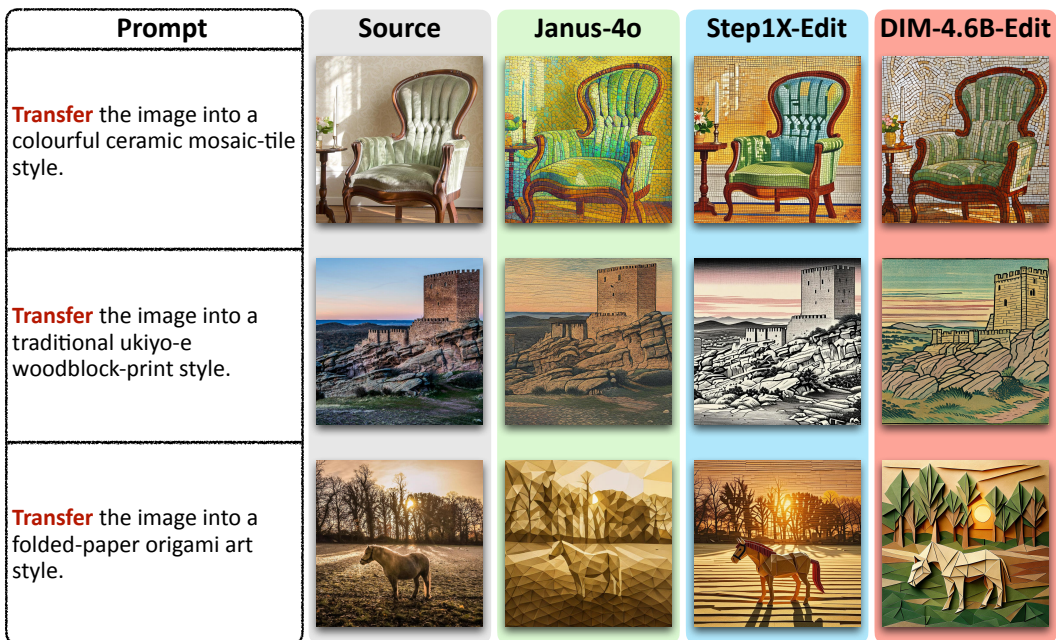 Prompt
Source
Janus-4o
Step1X-Edit
DIM-4.6B-Edit
Transfer the image into a
colourful ceramic mosaic-tile
style.
Transfer the image into a
traditional ukiyo-e
woodblock-print style.
Transfer the image into a
folded-paper origami art
style.